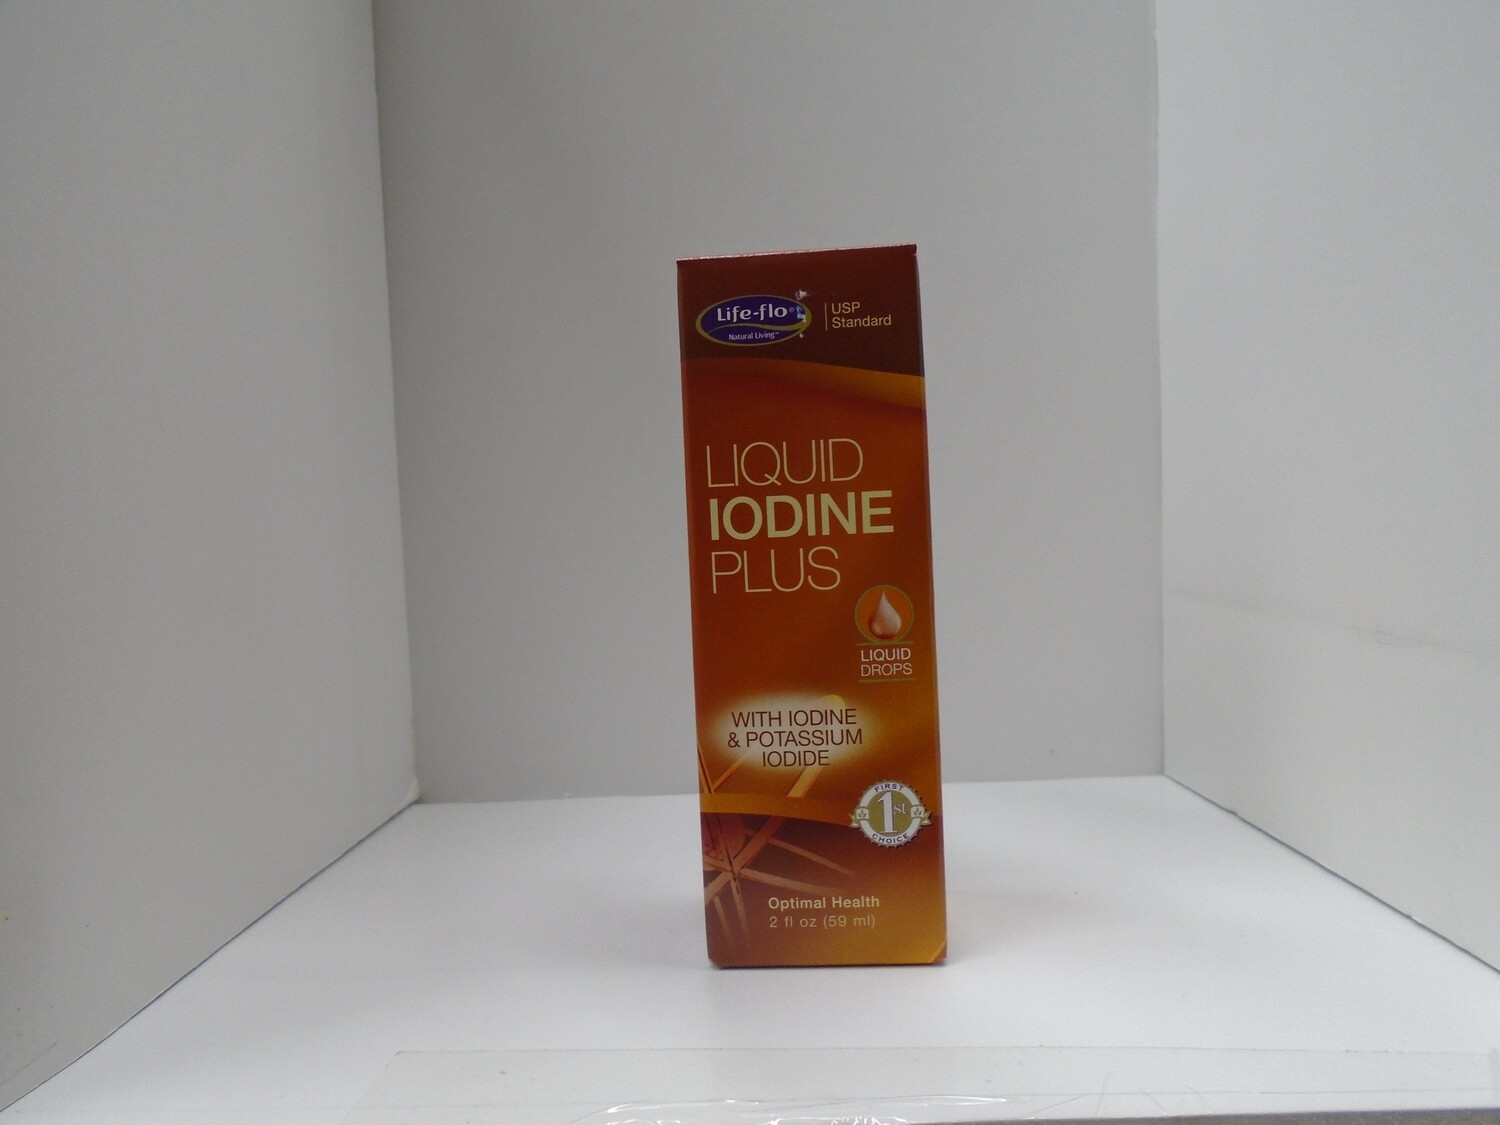 Life-flo®
Natural Living™
USP
Standard
LIQUID
IODINE
PLUS
LIQUID
DROPS
WITH IODINE
& POTASSIUM
IODIDE
FIRST
1st
CHOICE
Optimal Health
2 fl oz (59 ml)